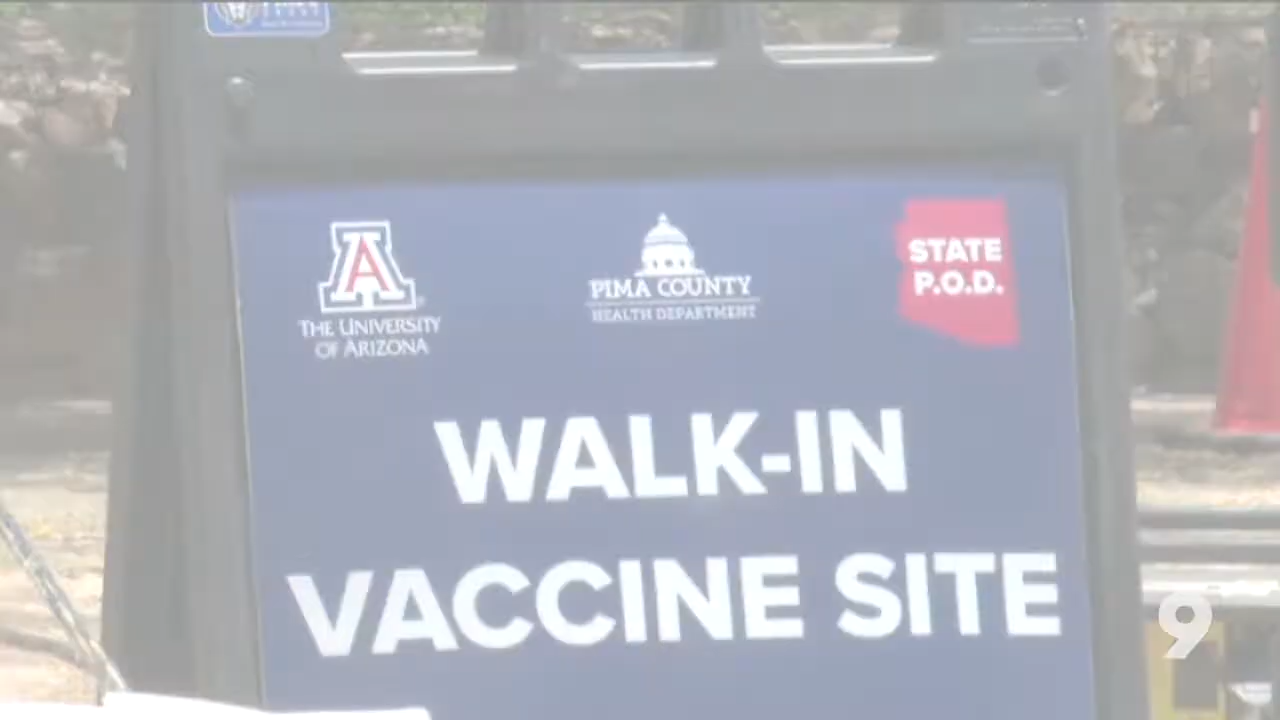 THE UNIVERSITY
OF ARIZONA
PIMA COUNTY
HEALTH DEPARTMENT
STATE
P.O.D.
WALK-IN
VACCINE SITE
9